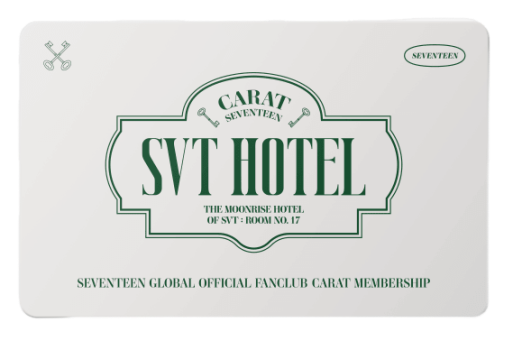 SEVENTEEN
CARAT
SEVENTEEN
SVT HOTEL
THE MOONRISE HOTEL
OF SVT : ROOM NO. 17
SEVENTEEN GLOBAL OFFICIAL FANCLUB CARAT MEMBERSHIP